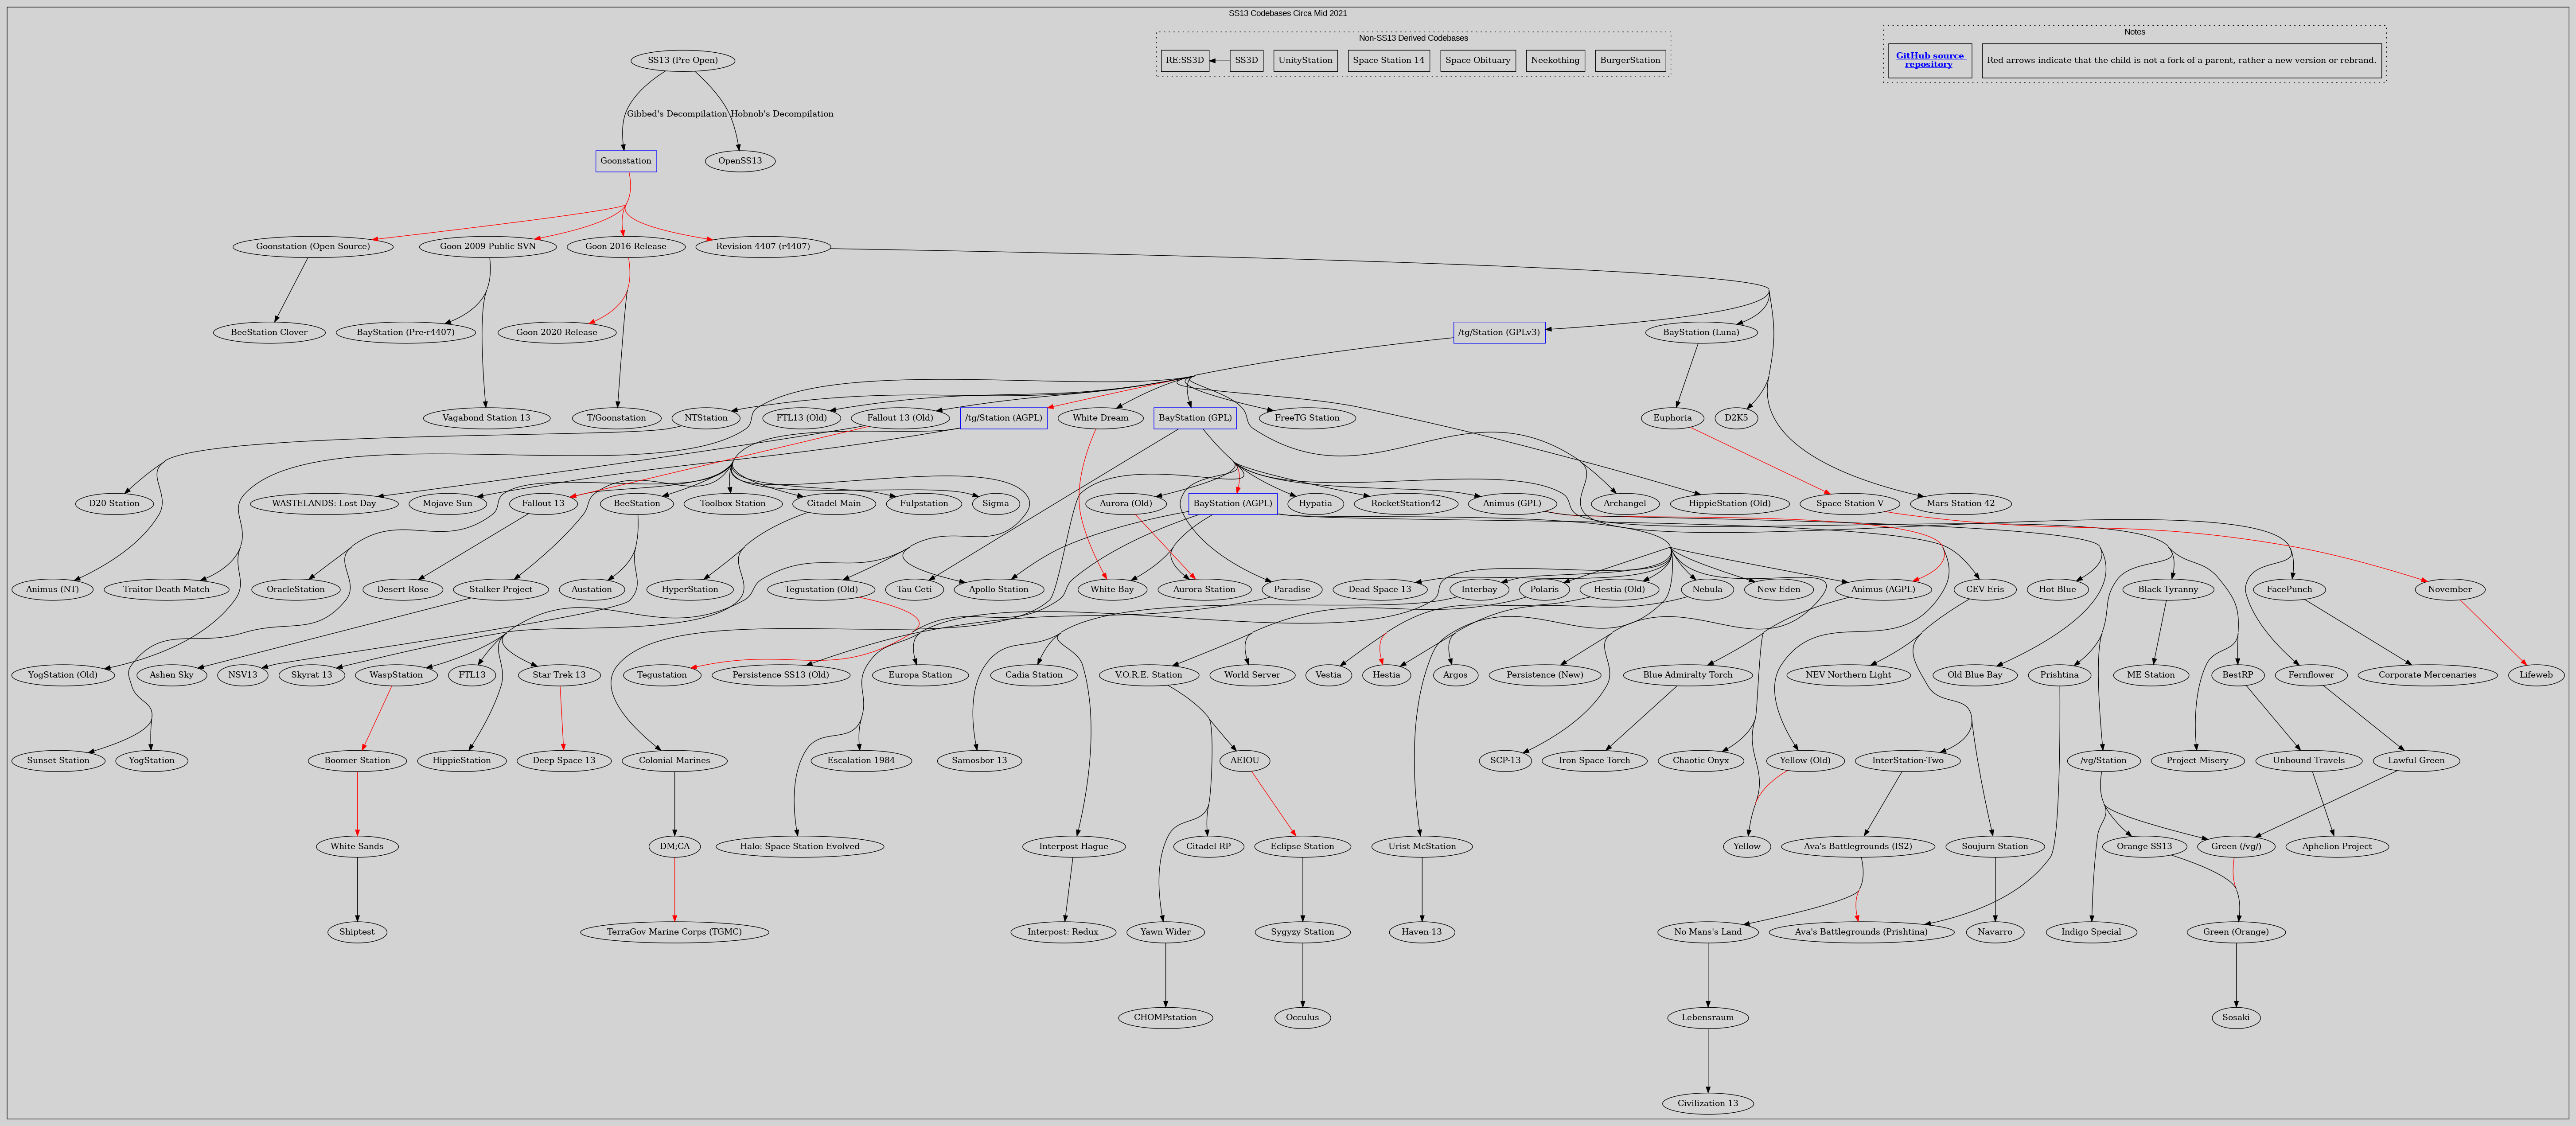 SS13 Codebases Circa Mid 2021
Non-SS13 Derived Codebases
RE:SS3D
SS3D
UnityStation
Space Station 14
Space Obituary
Neekothing
BurgerStation
Notes
GitHub source
repository
Red arrows indicate that the child is not a fork of a parent, rather a new version or rebrand.
SS13 (Pre Open)
Gibbed's Decompilation
Hobnob's Decompilation
Goonstation
OpenSS13
Goonstation (Open Source)
Goon 2009 Public SVN
Goon 2016 Release
Revision 4407 (r4407)
BeeStation Clover
BayStation (Pre-r4407)
Goon 2020 Release
/tg/Station (GPLv3)
BayStation (Luna)
Vagabond Station 13
T/Goonstation
NTStation
FTL13 (Old)
Fallout 13 (Old)
/tg/Station (AGPL)
White Dream
BayStation (GPL)
FreeTG Station
Euphoria
D2K5
D20 Station
WASTELANDS: Lost Day
Mojave Sun
Fallout 13
BeeStation
Toolbox Station
Citadel Main
Fulpstation
Sigma
Aurora (Old)
BayStation (AGPL)
Hypatia
RocketStation42
Animus (GPL)
Archangel
HippieStation (Old)
Space Station V
Mars Station 42
Animus (NT)
Traitor Death Match
OracleStation
Desert Rose
Stalker Project
Austation
HyperStation
Tegustation (Old)
Tau Ceti
Apollo Station
White Bay
Aurora Station
Paradise
Dead Space 13
Interbay
Polaris
Hestia (Old)
Nebula
New Eden
Animus (AGPL)
CEV Eris
Hot Blue
Black Tyranny
FacePunch
November
YogStation (Old)
Ashen Sky
NSV13
Skyrat 13
WaspStation
FTL13
Star Trek 13
Tegustation
Persistence SS13 (Old)
Europa Station
Cadia Station
V.O.R.E. Station
World Server
Vestia
Hestia
Argos
Persistence (New)
Blue Admiralty Torch
NEV Northern Light
Old Blue Bay
Prishtina
ME Station
BestRP
Fernflower
Corporate Mercenaries
Lifeweb
Sunset Station
YogStation
Boomer Station
HippieStation
Deep Space 13
Colonial Marines
Escalation 1984
Samosbor 13
AEIOU
SCP-13
Iron Space Torch
Chaotic Onyx
Yellow (Old)
InterStation-Two
/vg/Station
Project Misery
Unbound Travels
Lawful Green
White Sands
DM;CA
Halo: Space Station Evolved
Interpost Hague
Citadel RP
Eclipse Station
Urist McStation
Yellow
Ava's Battlegrounds (IS2)
Soujurn Station
Orange SS13
Green (/vg/)
Aphelion Project
Shiptest
TerraGov Marine Corps (TGMC)
Interpost: Redux
Yawn Wider
Sygyzy Station
Haven-13
No Mans's Land
Ava's Battlegrounds (Prishtina)
Navarro
Indigo Special
Green (Orange)
CHOMPstation
Occulus
Lebensraum
Sosaki
Civilization 13